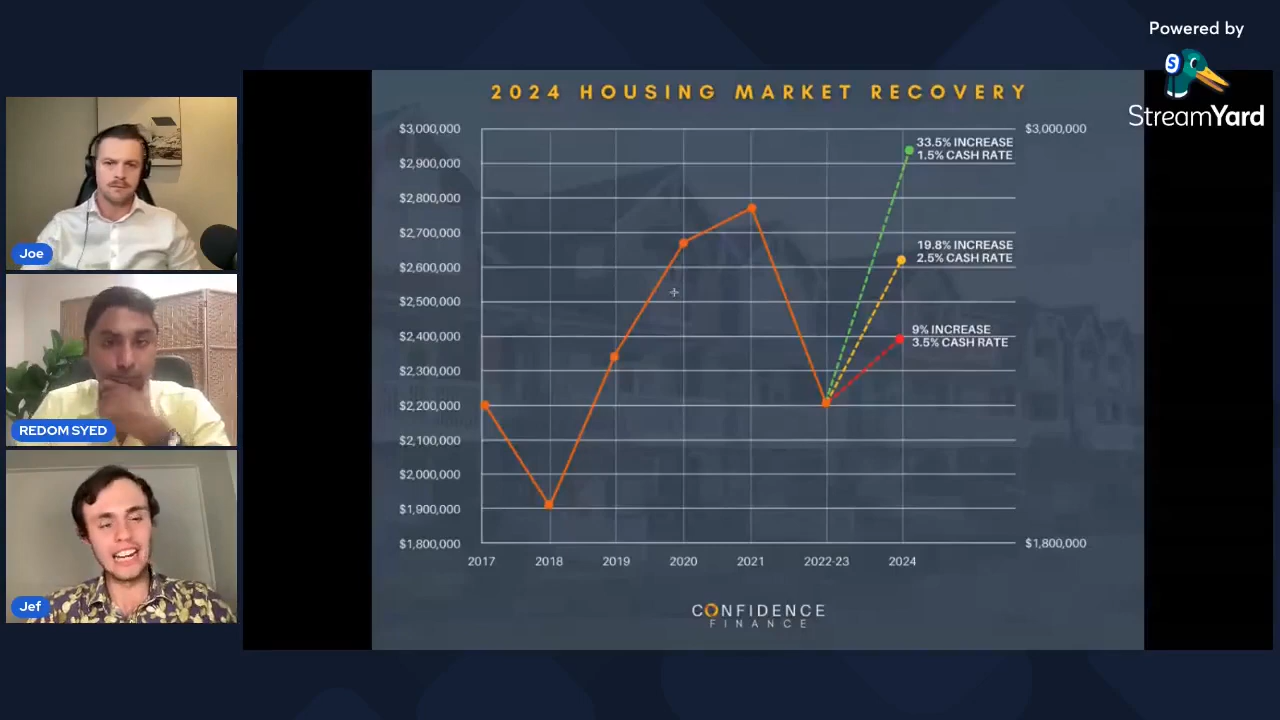 Powered by
StreamYard
Joe
REDOM SYED
Jef
2024 HOUSING MARKET RECOVERY
$3,000,000
$2,900,000
$2,800,000
$2,700,000
$2,600,000
$2,500,000
$2,400,000
$2,300,000
$2,200,000
$2,100,000
$2,000,000
$1,900,000
$1,800,000
$3,000,000
33.5% INCREASE
1.5% CASH RATE
19.8% INCREASE
2.5% CASH RATE
9% INCREASE
3.5% CASH RATE
$1,800,000
2017 2018 2019 2020 2021 2022-23 2024
CONFIDENCE
FINANCE